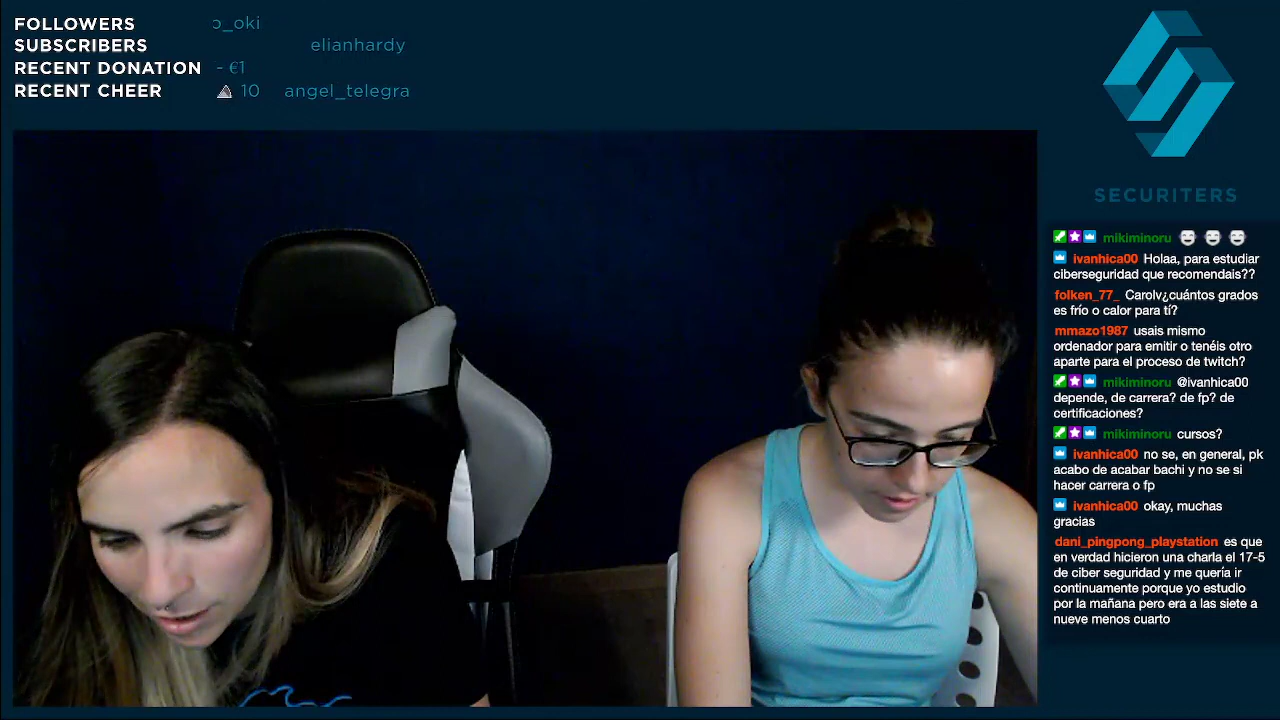 FOLLOWERS o_oki
SUBSCRIBERS elianhardy
RECENT DONATION - €1
RECENT CHEER 10 angel_telegra
SECURITERS
mikiminoru
ivanhica00 Holaa, para estudiar
ciberseguridad que recomendais??
folken_77_ Carolv¿cuántos grados
es frío o calor para tí?
mmazo1987 usais mismo
ordenador para emitir o tenéis otro
aparte para el proceso de twitch?
mikiminoru @ivanhica00
depende, de carrera? de fp? de
certificaciones?
mikiminoru cursos?
ivanhica00 no se, en general, pk
acabo de acabar bachi y no se si
hacer carrera o fp
ivanhica00 okay, muchas
gracias
dani_pingpong_playstation es que
en verdad hicieron una charla el 17-5
de ciber seguridad y me quería ir
continuamente porque yo estudio
por la mañana pero era a las siete a
nueve menos cuarto